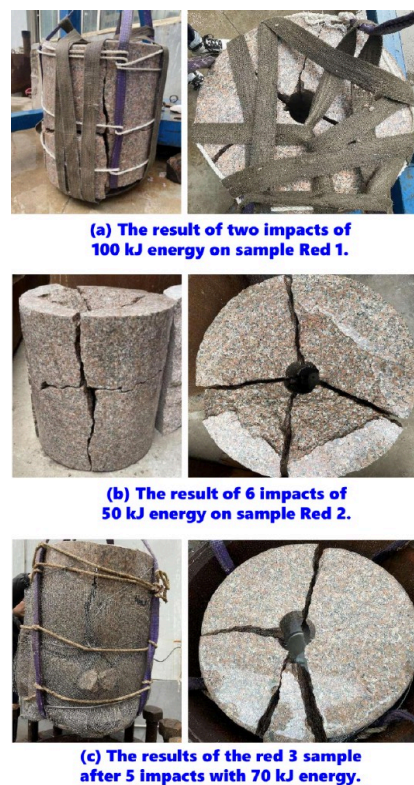 (a) The result of two impacts of
100 kJ energy on sample Red 1.
(b) The result of 6 impacts of
50 kJ energy on sample Red 2.
(c) The results of the red 3 sample
after 5 impacts with 70 kJ energy.